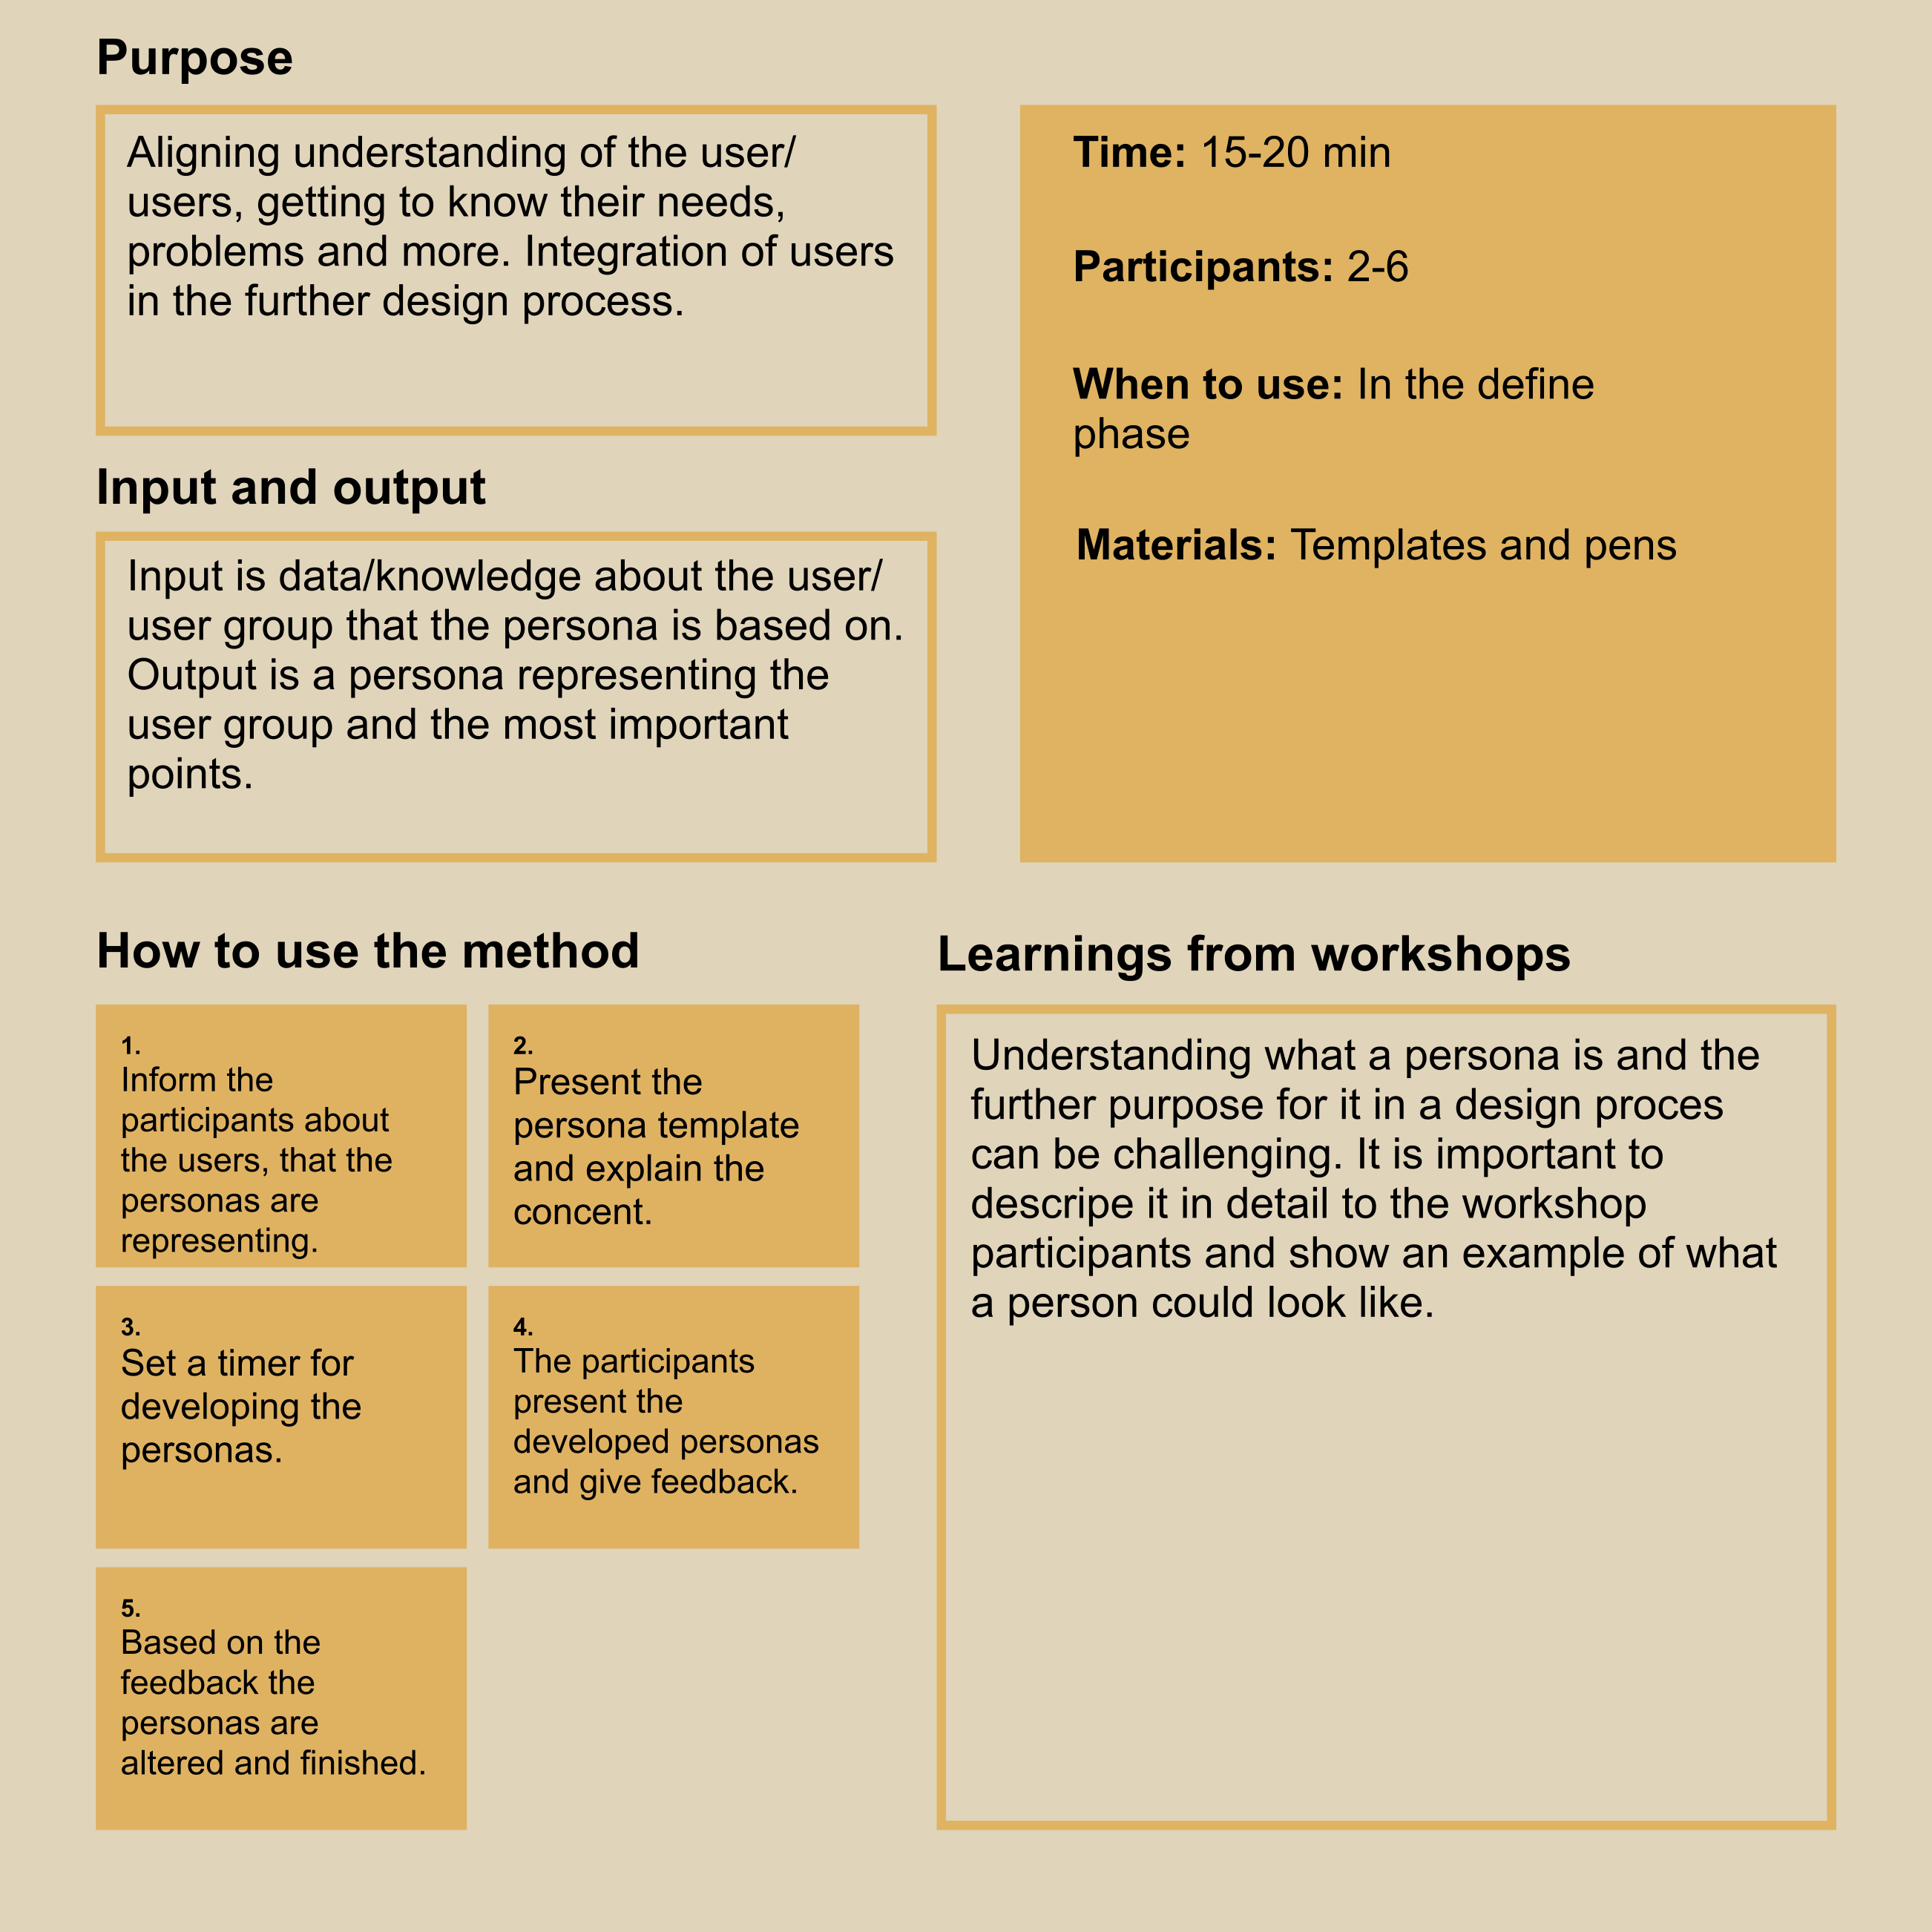 Purpose
Aligning understanding of the user/
users, getting to know their needs,
problems and more. Integration of users
in the further design process.
Time: 15-20 min
Participants: 2-6
When to use: In the define
phase
Materials: Templates and pens
Input and output
Input is data/knowledge about the user/
user group that the persona is based on.
Output is a persona representing the
user group and the most important
points.
How to use the method
1.
Inform the
participants about
the users, that the
personas are
representing.
2.
Present the
persona template
and explain the
concent.
3.
Set a timer for
developing the
personas.
4.
The participants
present the
developed personas
and give feedback.
5.
Based on the
feedback the
personas are
altered and finished.
Learnings from workshops
Understanding what a persona is and the
further purpose for it in a design proces
can be challenging. It is important to
descripe it in detail to the workshop
participants and show an example of what
a person could look like.